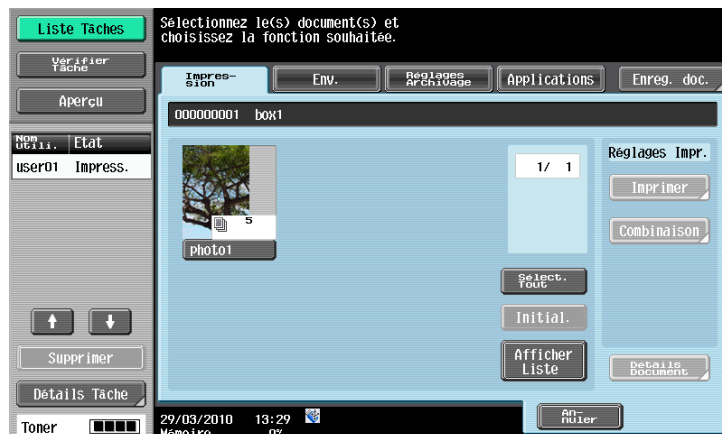 Liste Tâches
Vérifier
Tâche
Aperçu
Nom
utili.
Etat
user01
Impress.
Supprimer
Détails Tâche
Toner
Sélectionnez le(s) document(s) et
choisissez la fonction souhaitée.
Impres-
sion
Env.
Réglages
Archivage
Applications
Enreg. doc.
000000001 box1
5
photo1
1/ 1
Sélect.
Tout
Initial.
Afficher
Liste
Réglages Impr.
Imprimer
Combinaison
Détails
Document
An-
nuler
29/03/2010 13:29
Mémoire 0%